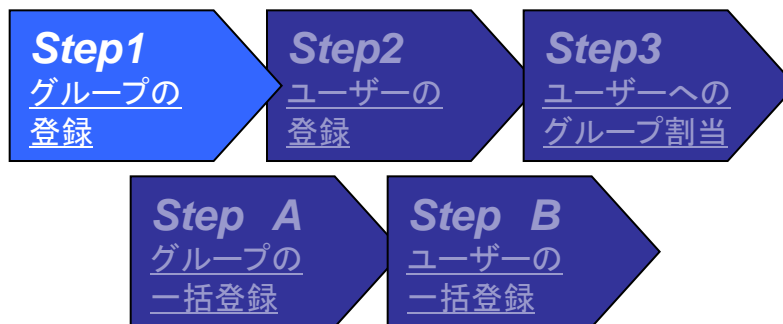 Step1
グループの
登録
Step2
ユーザーの
登録
Step3
ユーザーへの
グループ割当
Step A
グループの
一括登録
Step B
ユーザーの
一括登録